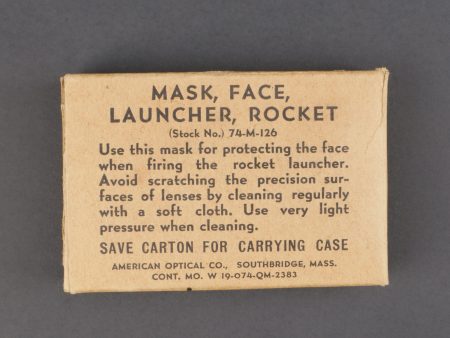 MASK, FACE,
LAUNCHER, ROCKET
(Stock No.) 74-M-126
Use this mask for protecting the face
when firing the rocket launcher.
Avoid scratching the precision sur-
faces of lenses by cleaning regularly
with a soft cloth. Use very light
pressure when cleaning.
SAVE CARTON FOR CARRYING CASE
AMERICAN OPTICAL CO., SOUTHBRIDGE, MASS.
CONT. MO. W 19-074-QM-2383